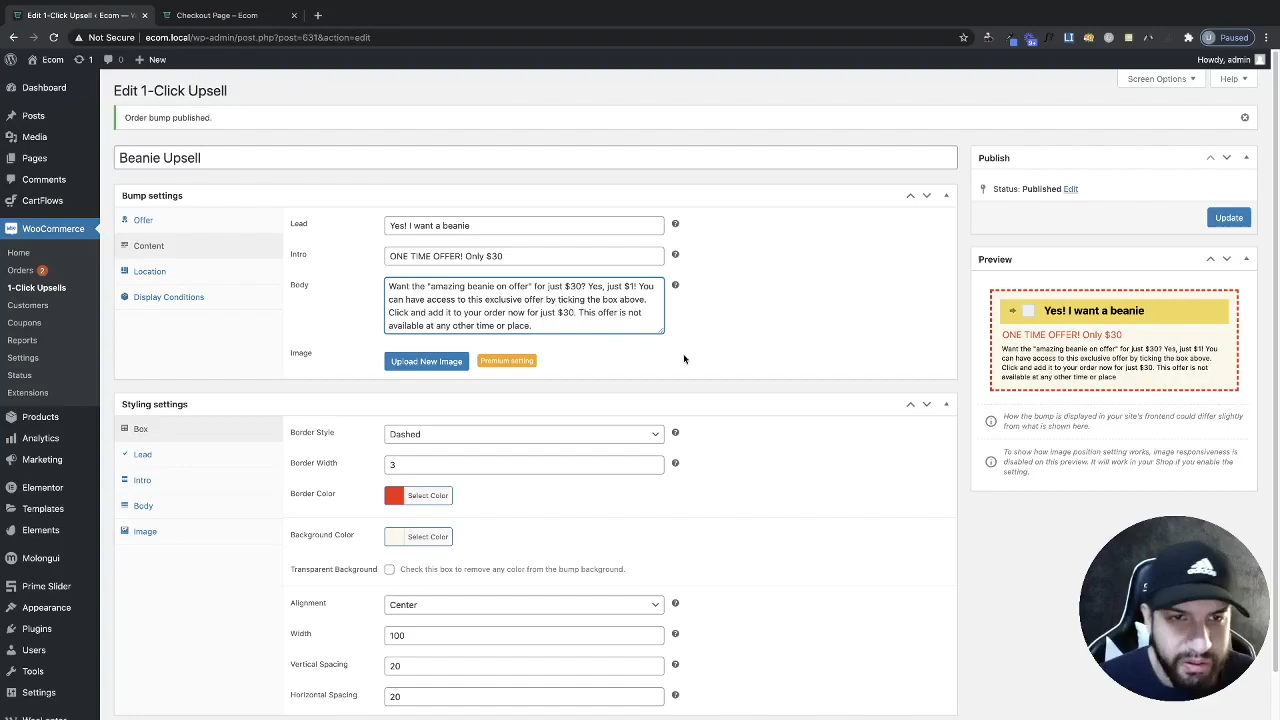 Edit 1-Click Upsell ‹ Ecom — W
Checkout Page – Ecom
Not Secure
ecom.local/wp-admin/post.php?post=631&action=edit
9+
U
Paused
Ecom
1
0
New
Howdy, admin
Screen Options
Help
Dashboard
Posts
Media
Pages
Comments
CartFlows
WooCommerce
Home
Orders 2
1-Click Upsells
Customers
Coupons
Reports
Settings
Status
Extensions
Products
Analytics
Marketing
Elementor
Templates
Elements
Molongui
Prime Slider
Appearance
Plugins
Users
Tools
Settings
Edit 1-Click Upsell
Order bump published.
Beanie Upsell
Bump settings
Offer
Content
Location
Display Conditions
Lead
Yes! I want a beanie
Intro
ONE TIME OFFER! Only $30
Body
Want the "amazing beanie on offer" for just $30? Yes, just $1! You
can have access to this exclusive offer by ticking the box above.
Click and add it to your order now for just $30. This offer is not
available at any other time or place.
Image
Upload New Image
Premium setting
Styling settings
Box
Lead
Intro
Body
Image
Border Style
Dashed
Border Width
3
Border Color
Select Color
Background Color
Select Color
Transparent Background
Check this box to remove any color from the bump background.
Alignment
Center
Width
100
Vertical Spacing
20
Horizontal Spacing
20
Publish
Status: Published Edit
Update
Preview
Yes! I want a beanie
ONE TIME OFFER! Only $30
Want the "amazing beanie on offer" for just $30? Yes, just $1! You
can have access to this exclusive offer by ticking the box above.
Click and add it to your order now for just $30. This offer is not
available at any other time or place
How the bump is displayed in your site's frontend could differ slightly
from what is shown here.
To show how image position setting works, image responsiveness is
disabled on this preview. It will work in your Shop if you enable the
setting.